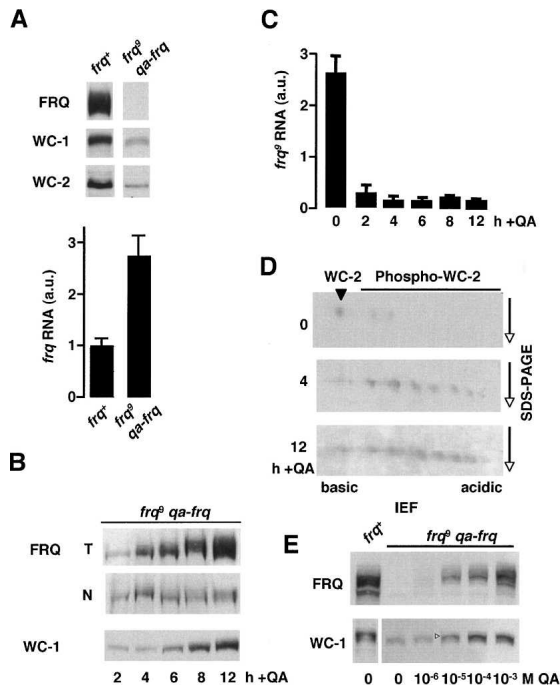 A
frq+ frq9 qa-frq
FRQ
WC-1
WC-2
frq RNA (a.u.)
3
2
1
0
frq+ frq9 qa-frq
B
frq9 qa-frq
FRQ T
N
WC-1
2 4 6 8 12 h +QA
C
frq9 RNA (a.u.)
3
2
1
0
0 2 4 6 8 12 h +QA
D
WC-2 Phospho-WC-2
0
4
12
h +QA
SDS-PAGE
basic acidic
IEF
E
frq+ frq9 qa-frq
FRQ
WC-1
0 0 10-6 10-5 10-4 10-3 M QA